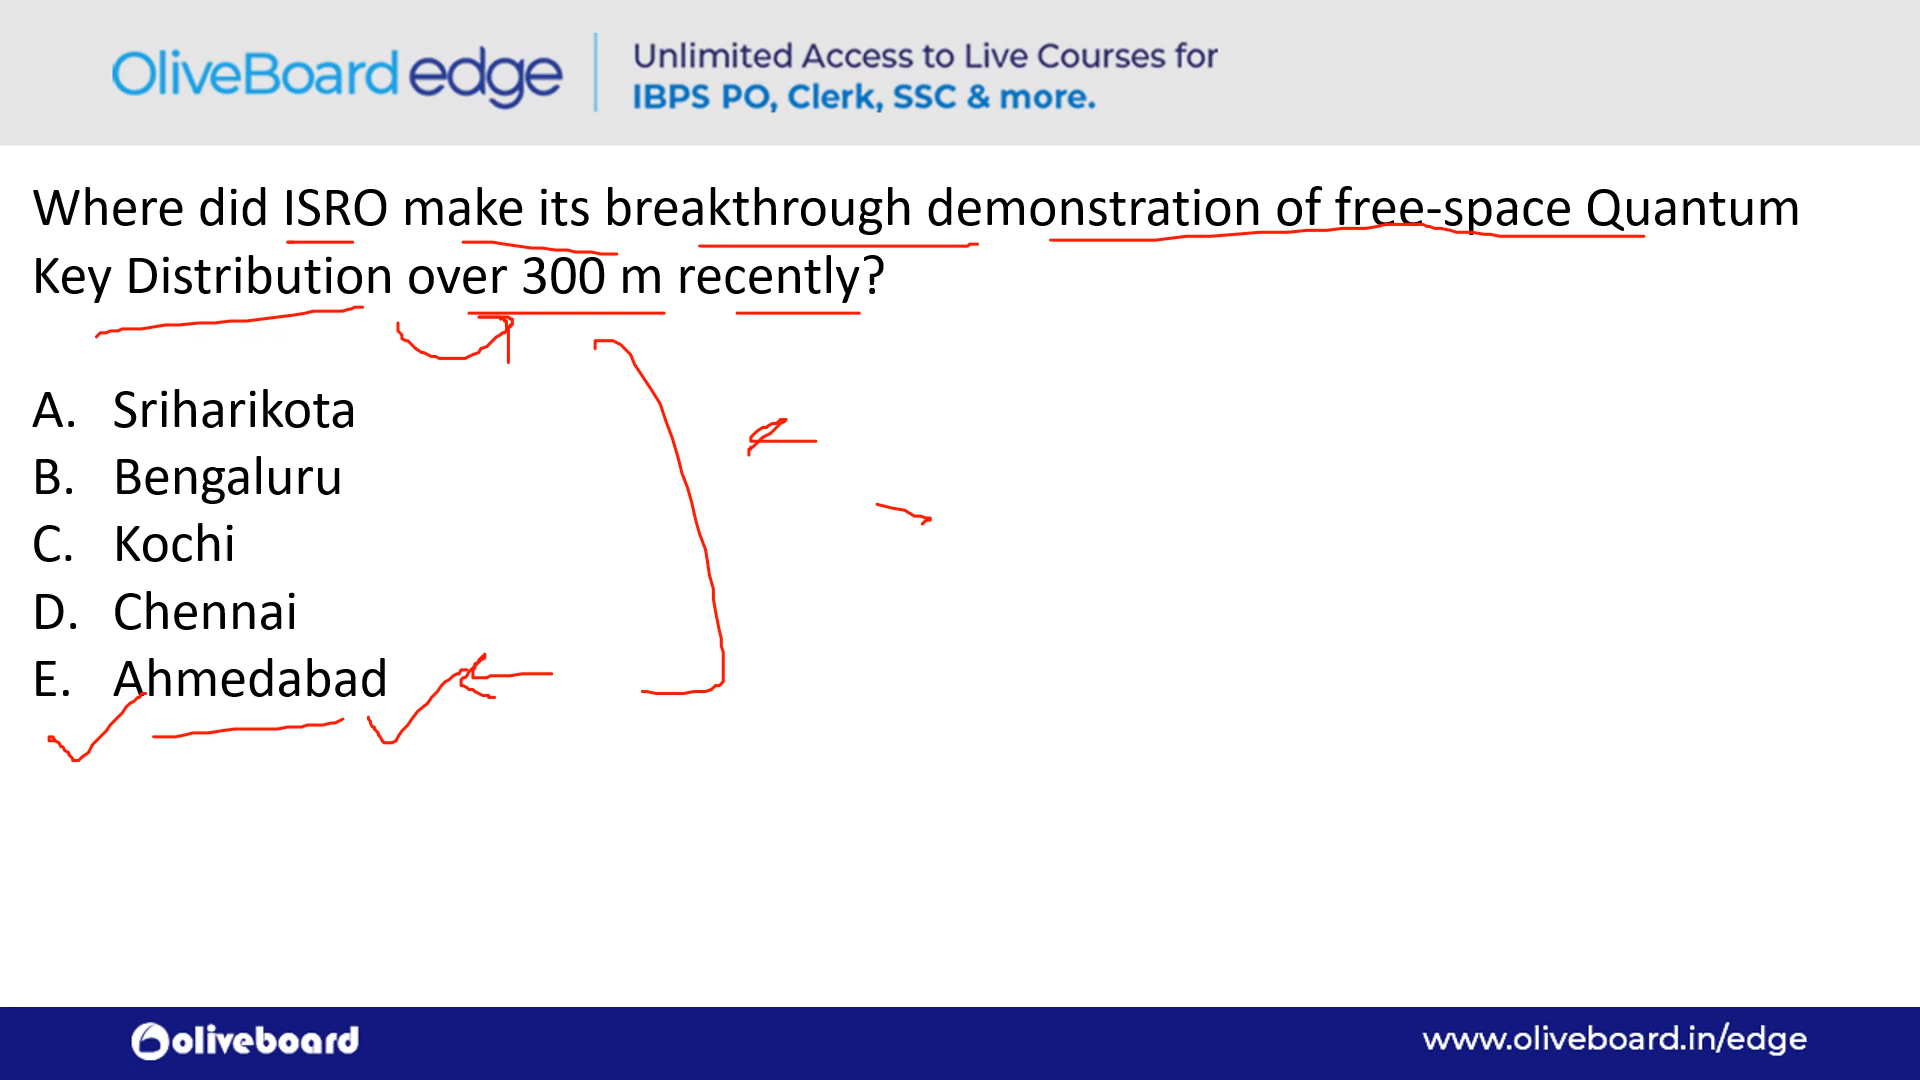 OliveBoard edge
Unlimited Access to Live Courses for
IBPS PO, Clerk, SSC & more.
Where did ISRO make its breakthrough demonstration of free-space Quantum
Key Distribution over 300 m recently?
A. Sriharikota
B. Bengaluru
C. Kochi
D. Chennai
E. Ahmedabad
oliveboard
www.oliveboard.in/edge